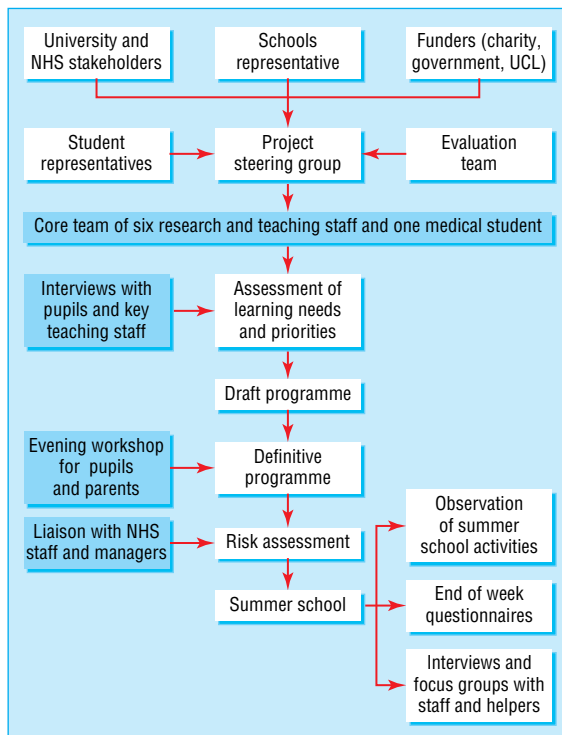 University and
NHS stakeholders
Schools
representative
Funders (charity,
government, UCL)
Student
representatives
Project
steering group
Evaluation
team
Core team of six research and teaching staff and one medical student
Interviews with
pupils and key
teaching staff
Assessment of
learning needs
and priorities
Draft programme
Evening workshop
for pupils
and parents
Definitive
programme
Liaison with NHS
staff and managers
Risk assessment
Observation
of summer
school activities
Summer school
End of week
questionnaires
Interviews and
focus groups with
staff and helpers